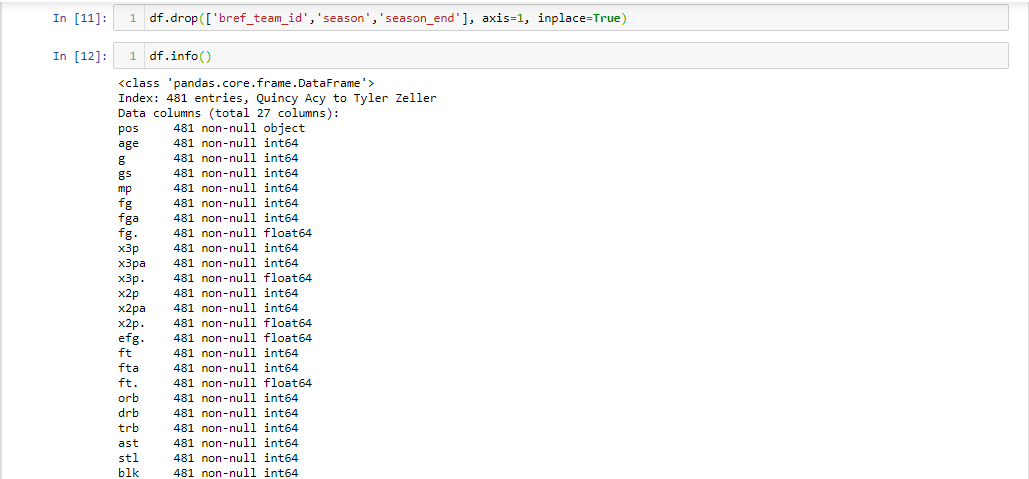 In [11]: 1 df.drop(['bref_team_id','season','season_end'], axis=1, inplace=True)
In [12]: 1 df.info()
<class 'pandas.core.frame.DataFrame'>
Index: 481 entries, Quincy Acy to Tyler Zeller
Data columns (total 27 columns):
pos 481 non-null object
age 481 non-null int64
g 481 non-null int64
gs 481 non-null int64
mp 481 non-null int64
fg 481 non-null int64
fga 481 non-null int64
fg. 481 non-null float64
x3p 481 non-null int64
x3pa 481 non-null int64
x3p. 481 non-null float64
x2p 481 non-null int64
x2pa 481 non-null int64
x2p. 481 non-null float64
efg. 481 non-null float64
ft 481 non-null int64
fta 481 non-null int64
ft. 481 non-null float64
orb 481 non-null int64
drb 481 non-null int64
trb 481 non-null int64
ast 481 non-null int64
stl 481 non-null int64
blk 481 non-null int64